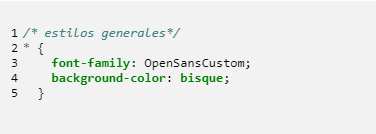 1 /* estilos generales*/
2 * {
3     font-family: OpenSansCustom;
4     background-color: bisque;
5   }